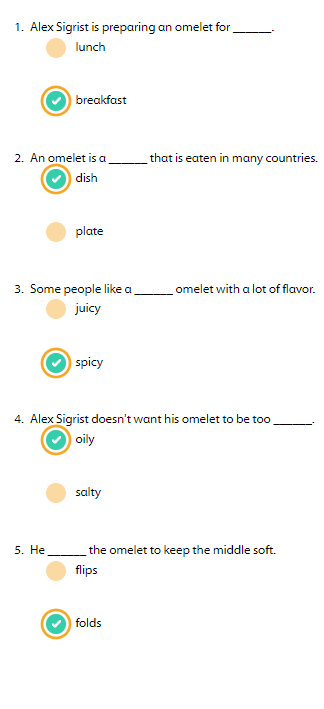 1. Alex Sigrist is preparing an omelet for ______.
lunch
breakfast
2. An omelet is a ______ that is eaten in many countries.
dish
plate
3. Some people like a ______ omelet with a lot of flavor.
juicy
spicy
4. Alex Sigrist doesn't want his omelet to be too ______.
oily
salty
5. He ______ the omelet to keep the middle soft.
flips
folds